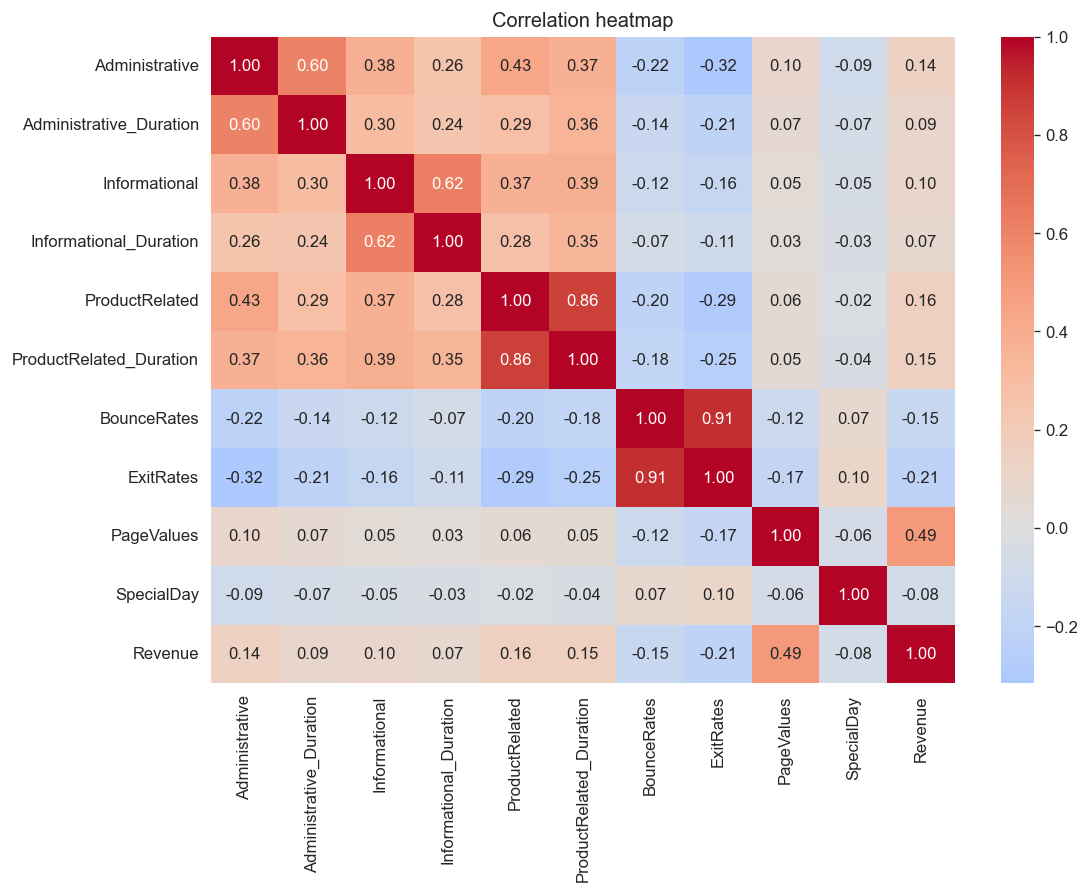 Correlation heatmap
Administrative 1.00 0.60 0.38 0.26 0.43 0.37 -0.22 -0.32 0.10 -0.09 0.14
Administrative_Duration 0.60 1.00 0.30 0.24 0.29 0.36 -0.14 -0.21 0.07 -0.07 0.09
Informational 0.38 0.30 1.00 0.62 0.37 0.39 -0.12 -0.16 0.05 -0.05 0.10
Informational_Duration 0.26 0.24 0.62 1.00 0.28 0.35 -0.07 -0.11 0.03 -0.03 0.07
ProductRelated 0.43 0.29 0.37 0.28 1.00 0.86 -0.20 -0.29 0.06 -0.02 0.16
ProductRelated_Duration 0.37 0.36 0.39 0.35 0.86 1.00 -0.18 -0.25 0.05 -0.04 0.15
BounceRates -0.22 -0.14 -0.12 -0.07 -0.20 -0.18 1.00 0.91 -0.12 0.07 -0.15
ExitRates -0.32 -0.21 -0.16 -0.11 -0.29 -0.25 0.91 1.00 -0.17 0.10 -0.21
PageValues 0.10 0.07 0.05 0.03 0.06 0.05 -0.12 -0.17 1.00 -0.06 0.49
SpecialDay -0.09 -0.07 -0.05 -0.03 -0.02 -0.04 0.07 0.10 -0.06 1.00 -0.08
Revenue 0.14 0.09 0.10 0.07 0.16 0.15 -0.15 -0.21 0.49 -0.08 1.00
Administrative
Administrative_Duration
Informational
Informational_Duration
ProductRelated
ProductRelated_Duration
BounceRates
ExitRates
PageValues
SpecialDay
Revenue
1.0
0.8
0.6
0.4
0.2
0.0
−0.2